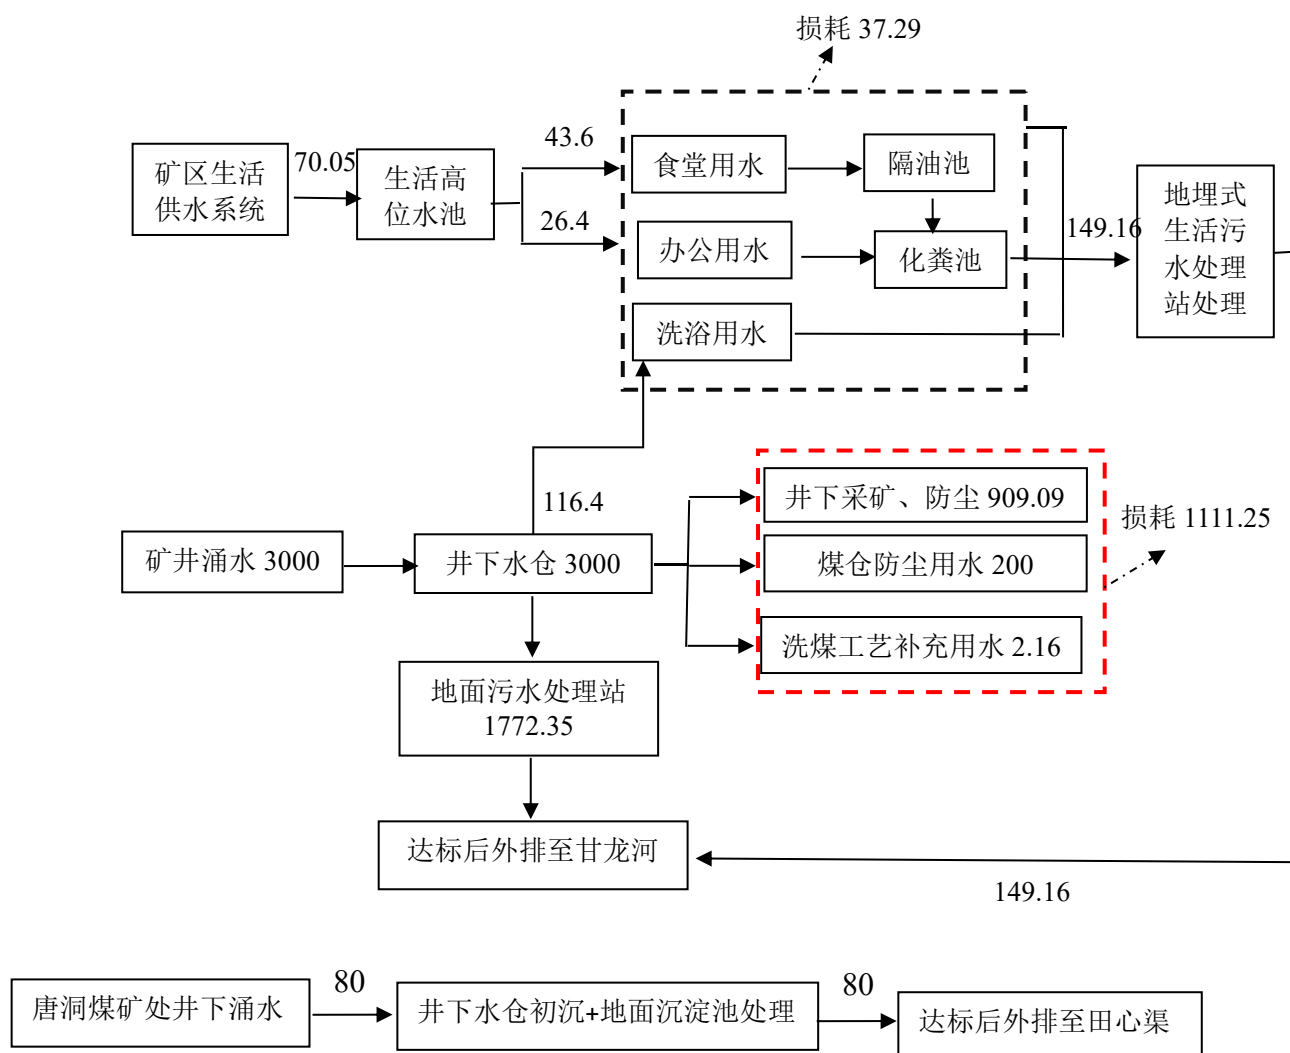 损耗 37.29
43.6
矿区生活
供水系统
70.05
生活高
位水池
食堂用水
隔油池
地埋式
生活污
水处理
站处理
26.4
办公用水
化粪池
149.16
洗浴用水
116.4
井下采矿、防尘 909.09
损耗 1111.25
矿井涌水 3000
井下水仓 3000
煤仓防尘用水 200
洗煤工艺补充用水 2.16
地面污水处理站
1772.35
达标后外排至甘龙河
149.16
唐洞煤矿处井下涌水
80
井下水仓初沉+地面沉淀池处理
80
达标后外排至田心渠